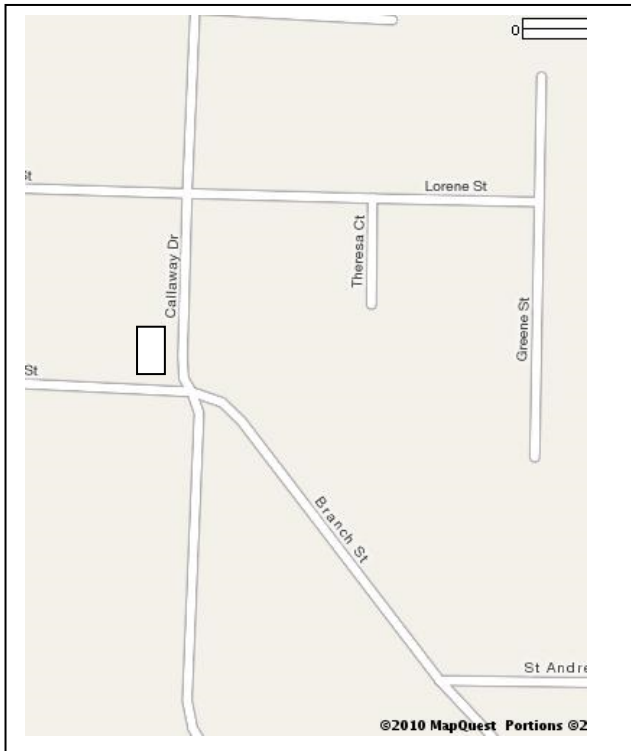 0
St
Lorene St
Theresa Ct
Callaway Dr
Greene St
St
Branch St
St Andre
©2010 MapQuest Portions ©2